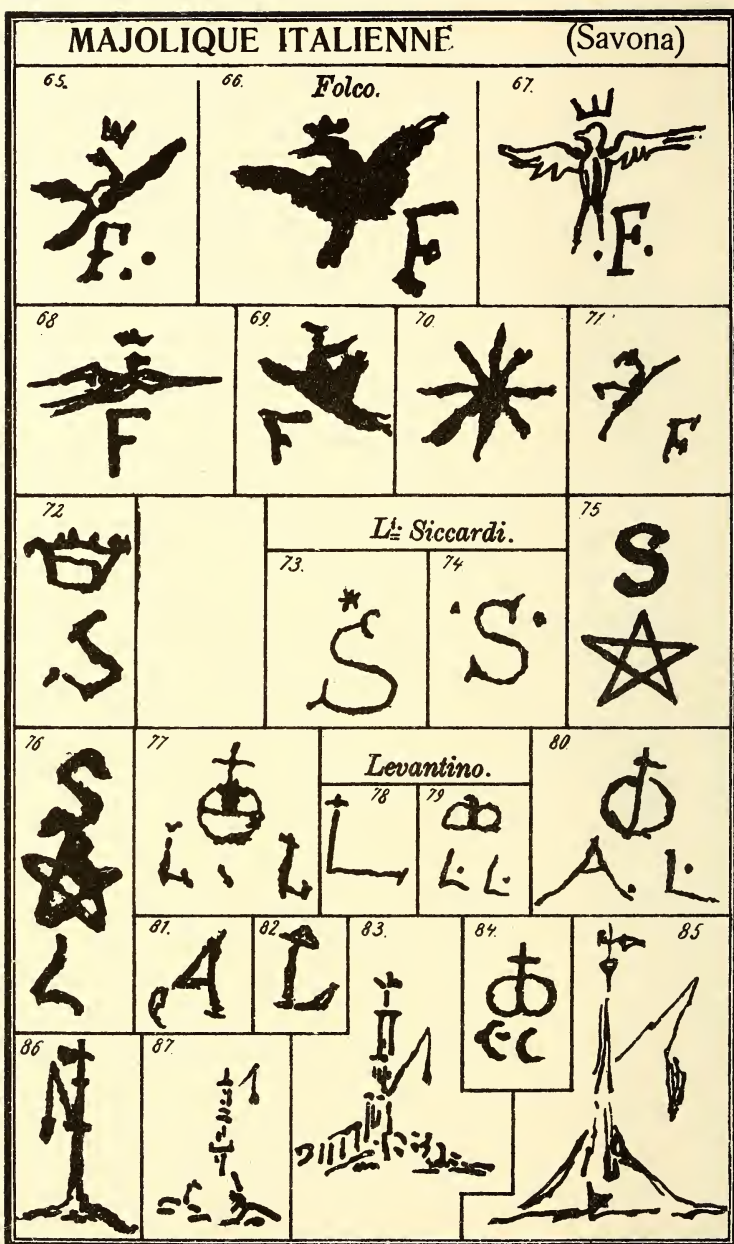 MAJOLIQUE ITALIENNE (Savona)
65. 66. Folco. 67.
F. F .F.
68 69. 70. 71.
F F F
72 Lt: Siccardi. 75
73. 74
S S S S
76 77 Levantino. 80
78 79
S L. L L L. L. A. L.
L
81. 82. 83. 84. 85
A L
86 87.